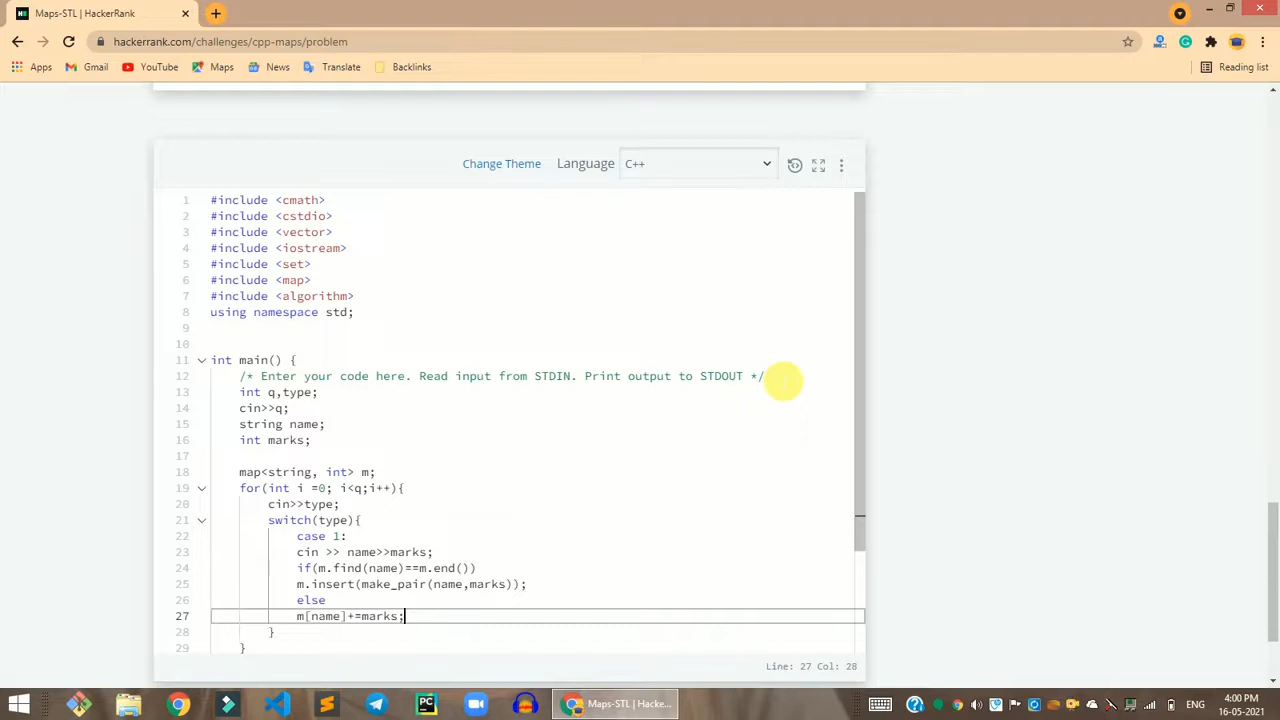 Maps-STL | HackerRank
hackerrank.com/challenges/cpp-maps/problem
Apps Gmail YouTube Maps News Translate Backlinks Reading list
Change Theme Language C++
1 #include <cmath>
2 #include <cstdio>
3 #include <vector>
4 #include <iostream>
5 #include <set>
6 #include <map>
7 #include <algorithm>
8 using namespace std;
9
10
11 int main() {
12 /* Enter your code here. Read input from STDIN. Print output to STDOUT */
13 int q,type;
14 cin>>q;
15 string name;
16 int marks;
17
18 map<string, int> m;
19 for(int i =0; i<q;i++){
20 cin>>type;
21 switch(type){
22 case 1:
23 cin >> name>>marks;
24 if(m.find(name)==m.end())
25 m.insert(make_pair(name,marks));
26 else
27 m[name]+=marks;
28 }
29 }
Line: 27 Col: 28
PC
Maps-STL | Hacke...
ENG
4:00 PM
16-05-2021